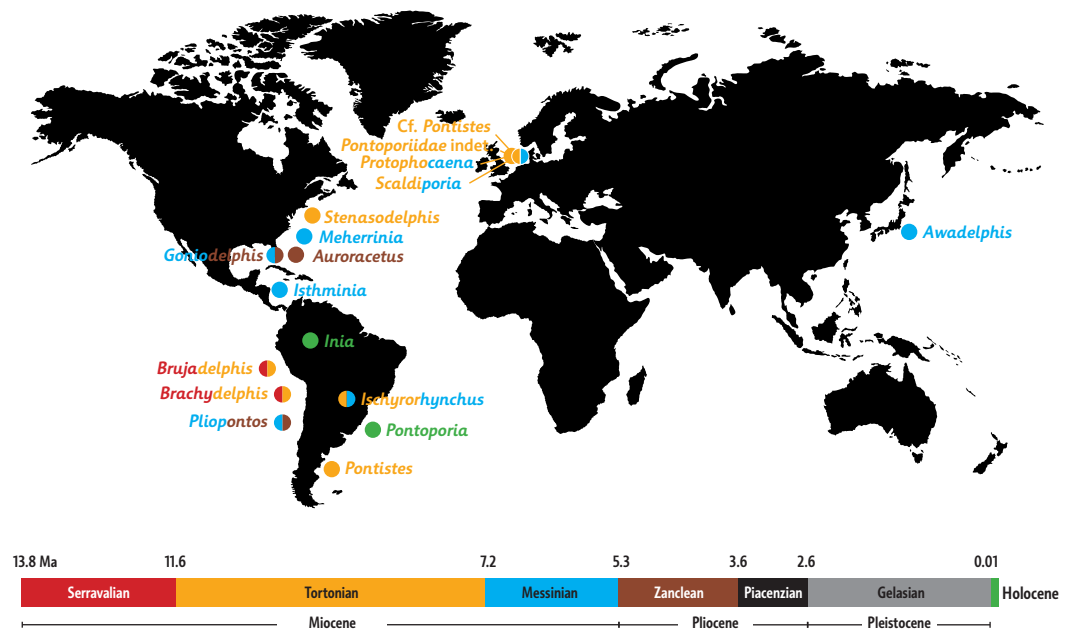 Cf. Pontistes
Pontoporiidae indet.
Protophocaena
Scaldiporia
Stenasodelphis
Meherrinia
Awadelphis
Goniodelphis
Auroracetus
Isthminia
Inia
Brujadelphis
Brachydelphis
Ischyrorhynchus
Pliopontos
Pontoporia
Pontistes
13.8 Ma 11.6 7.2 5.3 3.6 2.6 0.01
Serravalian Tortonian Messinian Zanclean Piacenzian Gelasian Holocene
Miocene Pliocene Pleistocene